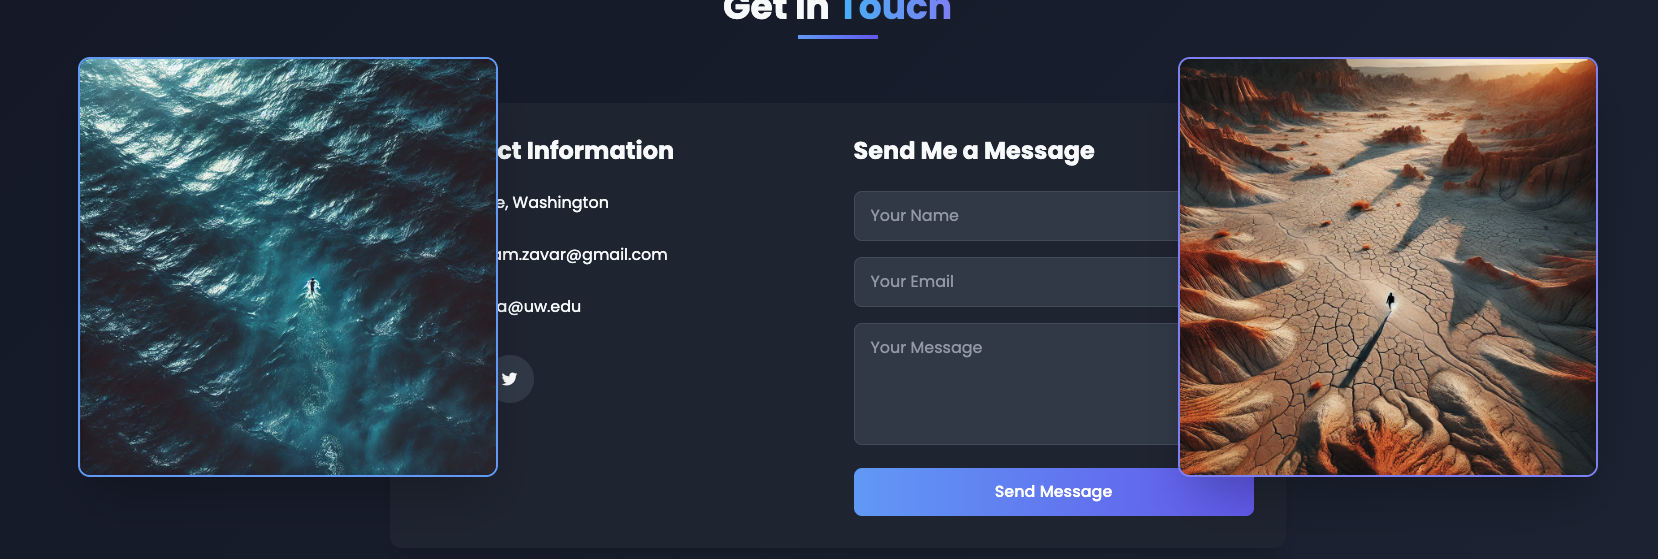 Get In Touch
ct Information
e, Washington
am.zavar@gmail.com
a@uw.edu
Send Me a Message
Your Name
Your Email
Your Message
Send Message